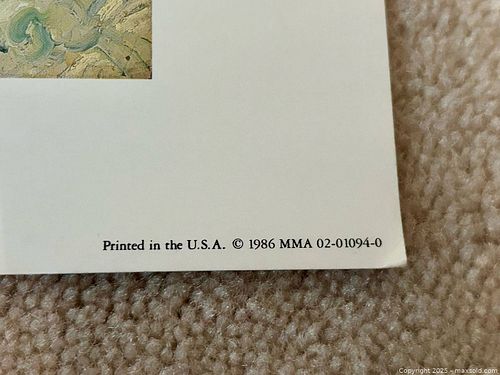 Printed in the U.S.A. © 1986 MMA 02-01094-0
Copyright 2025 - maxsold.com